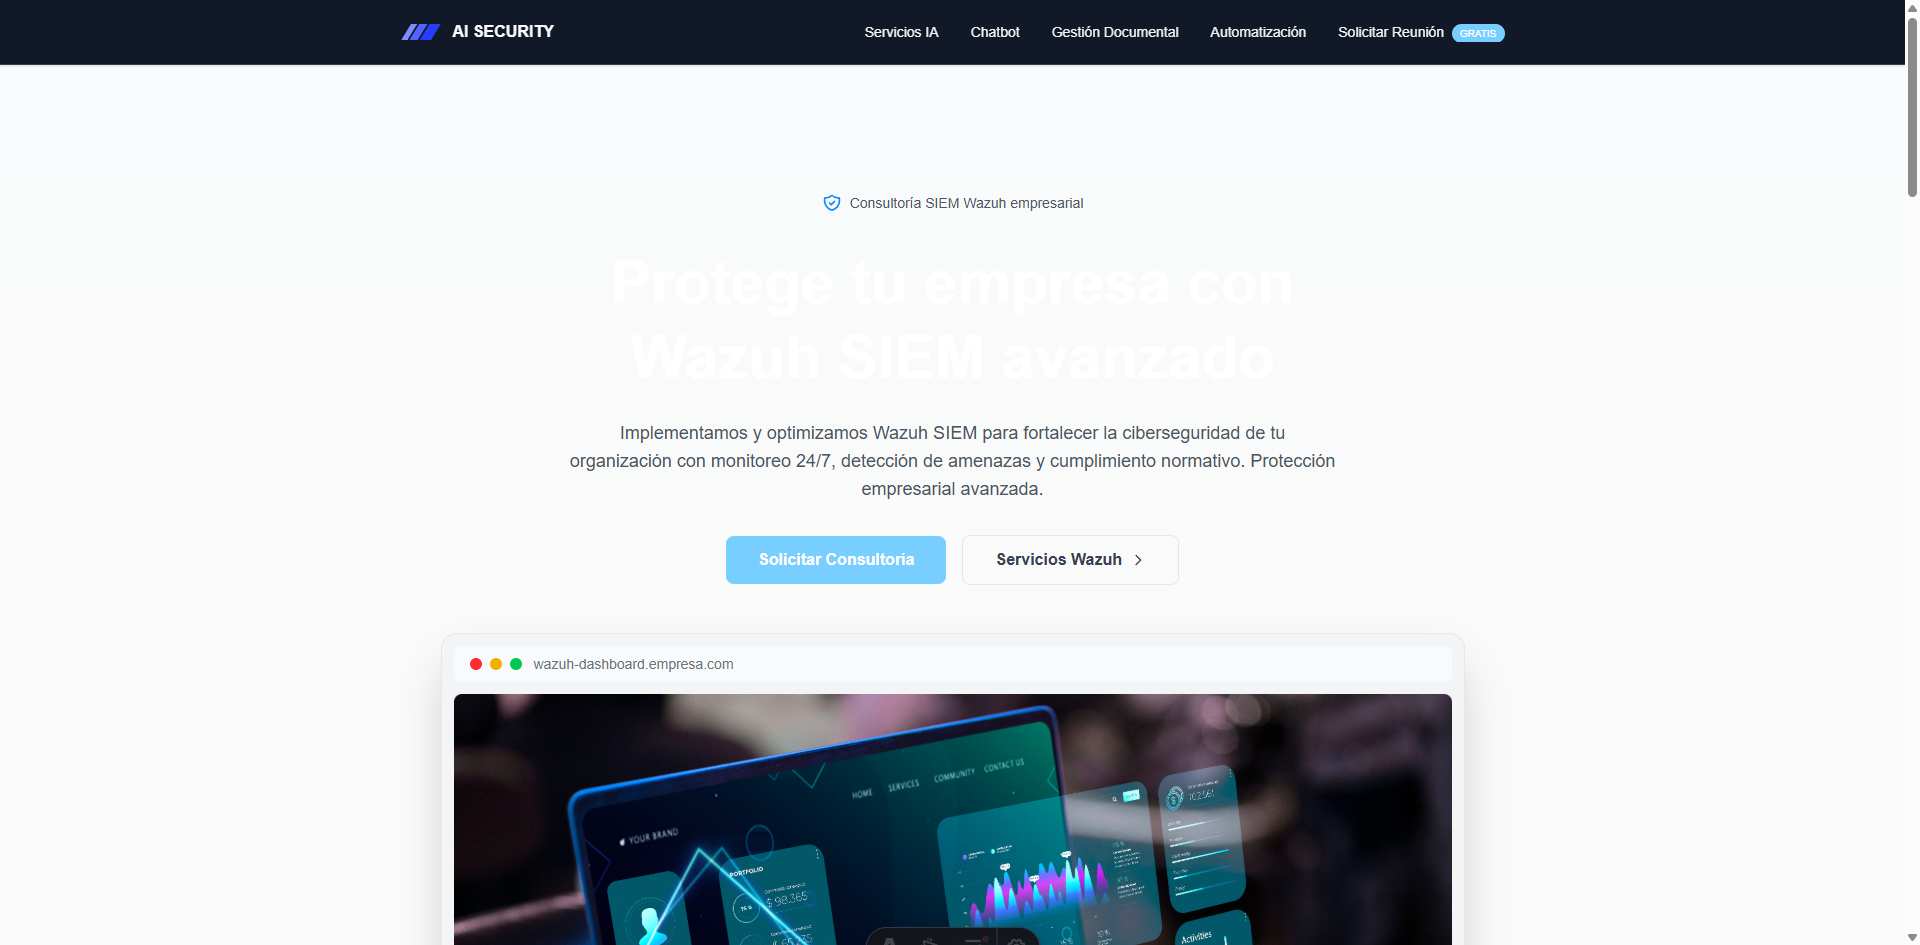 AI SECURITY
Servicios IA
Chatbot
Gestión Documental
Automatización
Solicitar Reunión GRATIS
Consultoría SIEM Wazuh empresarial
Protege tu empresa con
Wazuh SIEM avanzado
Implementamos y optimizamos Wazuh SIEM para fortalecer la ciberseguridad de tu
organización con monitoreo 24/7, detección de amenazas y cumplimiento normativo. Protección
empresarial avanzada.
Solicitar Consultoría
Servicios Wazuh
wazuh-dashboard.empresa.com
HOME
SERVICES
COMMUNITY
CONTACT US
YOUR BRAND
PORTFOLIO
$ 98.365
Activities